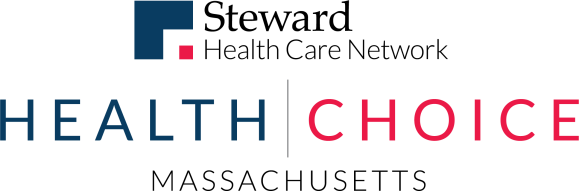 Steward
Health Care Network
HEALTH CHOICE
MASSACHUSETTS